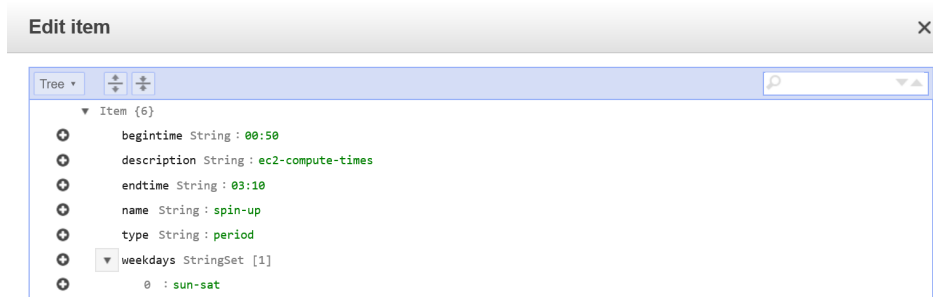 Edit item
Tree
Item {6}
begintime String : 00:50
description String : ec2-compute-times
endtime String : 03:10
name String : spin-up
type String : period
weekdays StringSet [1]
0 : sun-sat